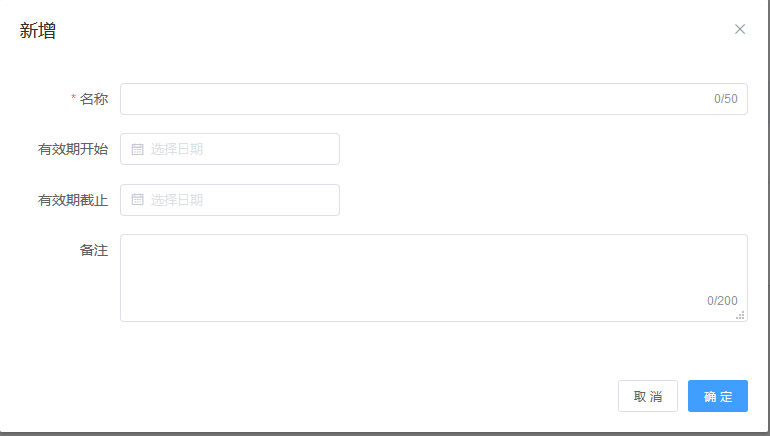 新增
* 名称
0/50
有效期开始
选择日期
有效期截止
选择日期
备注
0/200
取消
确定